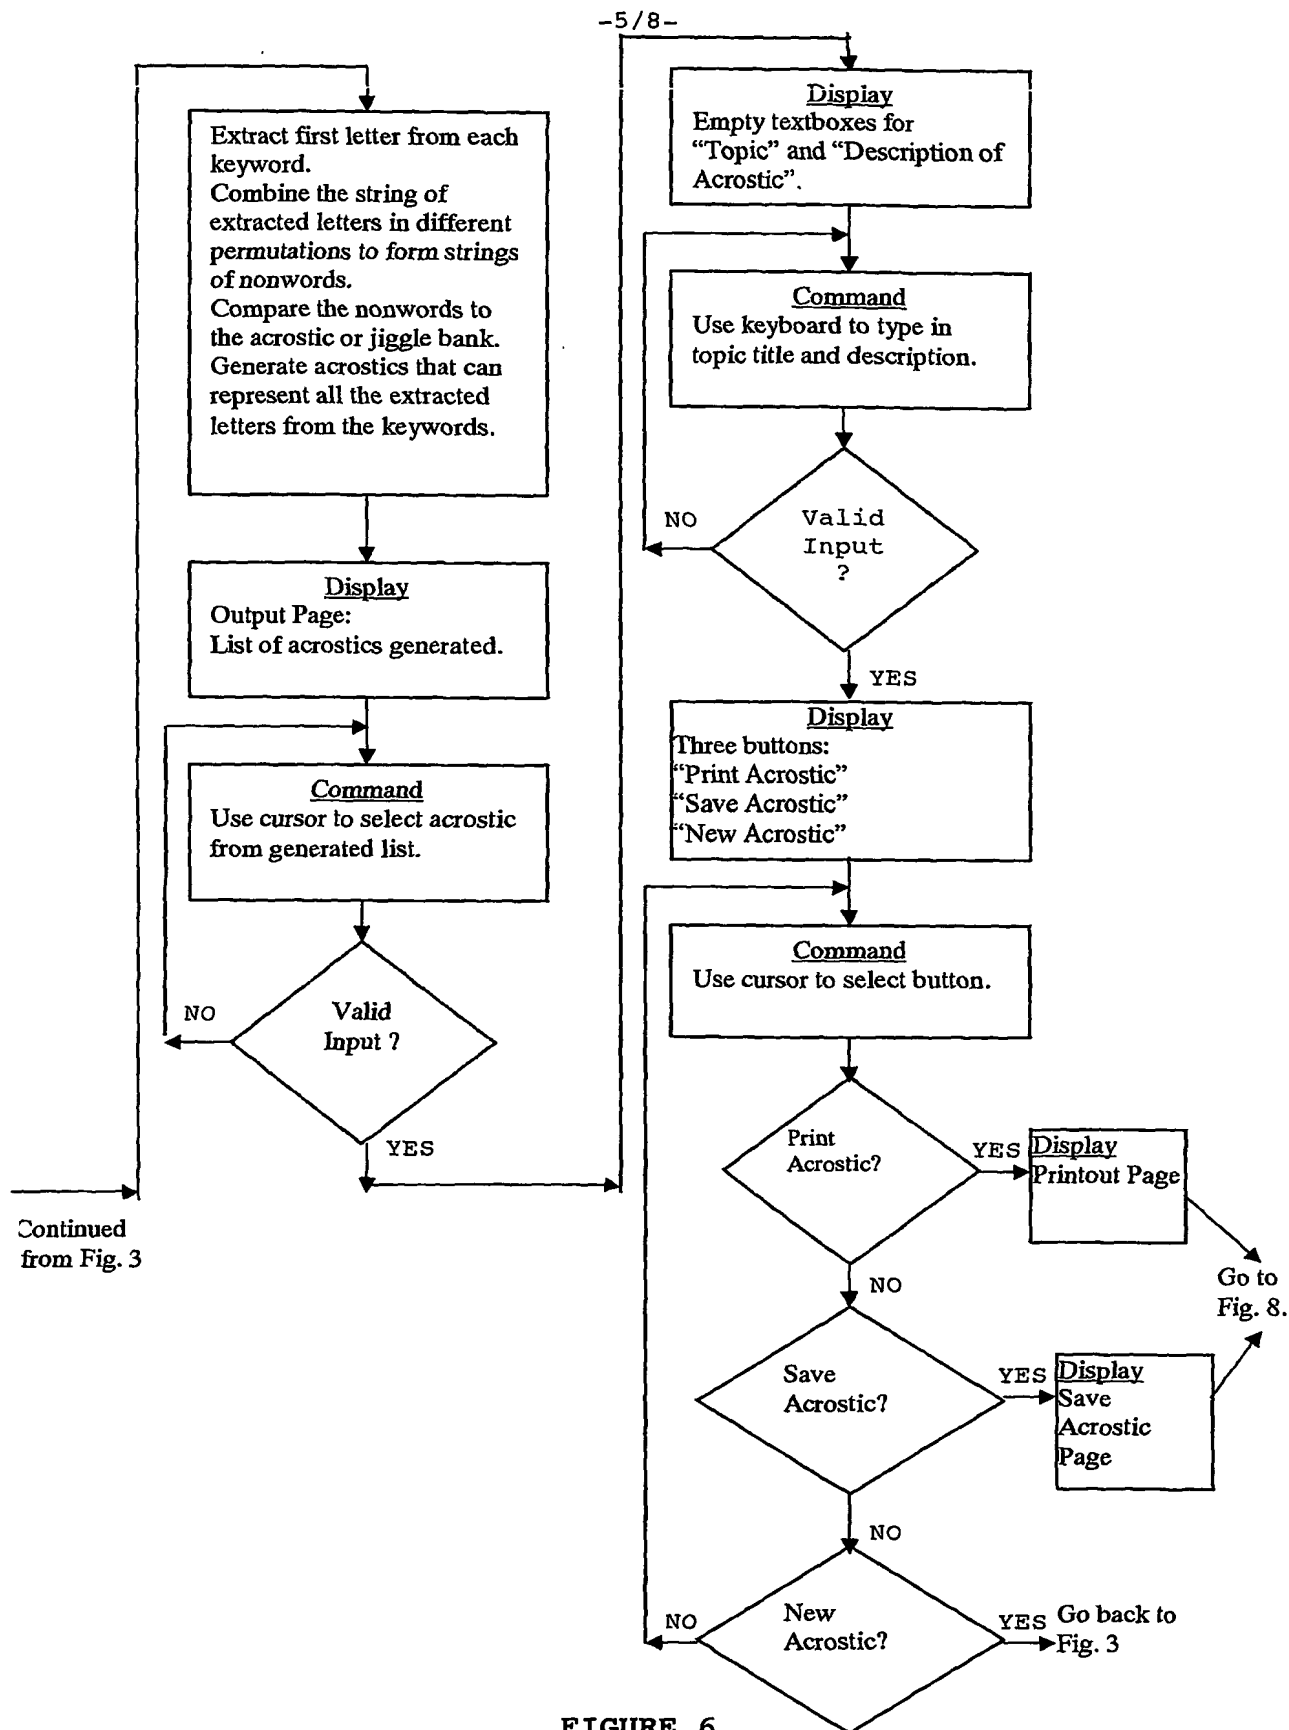 -5/8-
Extract first letter from each
keyword.
Combine the string of
extracted letters in different
permutations to form strings
of nonwords.
Compare the nonwords to
the acrostic or jiggle bank.
Generate acrostics that can
represent all the extracted
letters from the keywords.
Display
Output Page:
List of acrostics generated.
Command
Use cursor to select acrostic
from generated list.
Valid
Input ?
NO
YES
Continued
from Fig. 3
Display
Empty textboxes for
“Topic” and “Description of
Acrostic”.
Command
Use keyboard to type in
topic title and description.
Valid
Input
?
NO
YES
Display
Three buttons:
“Print Acrostic”
“Save Acrostic”
“New Acrostic”
Command
Use cursor to select button.
Print
Acrostic?
YES
Display
Printout Page
NO
Go to
Fig. 8.
Save
Acrostic?
YES
Display
Save
Acrostic
Page
NO
New
Acrostic?
NO
YES
Go back to
Fig. 3
FIGURE 6